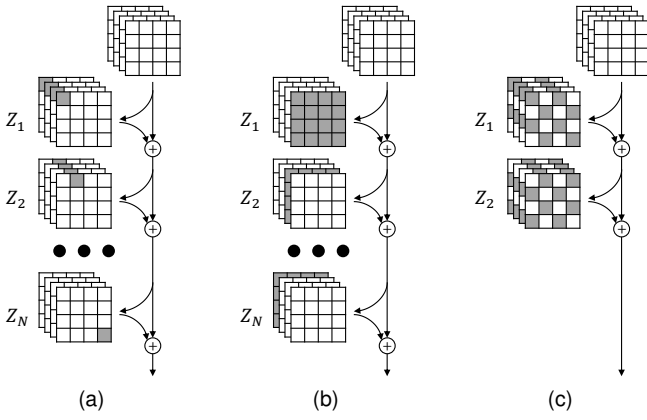 Z1 Z1 Z1
+ + +
Z2 Z2 Z2
+ + +
ZN ZN
+ +
(a) (b) (c)